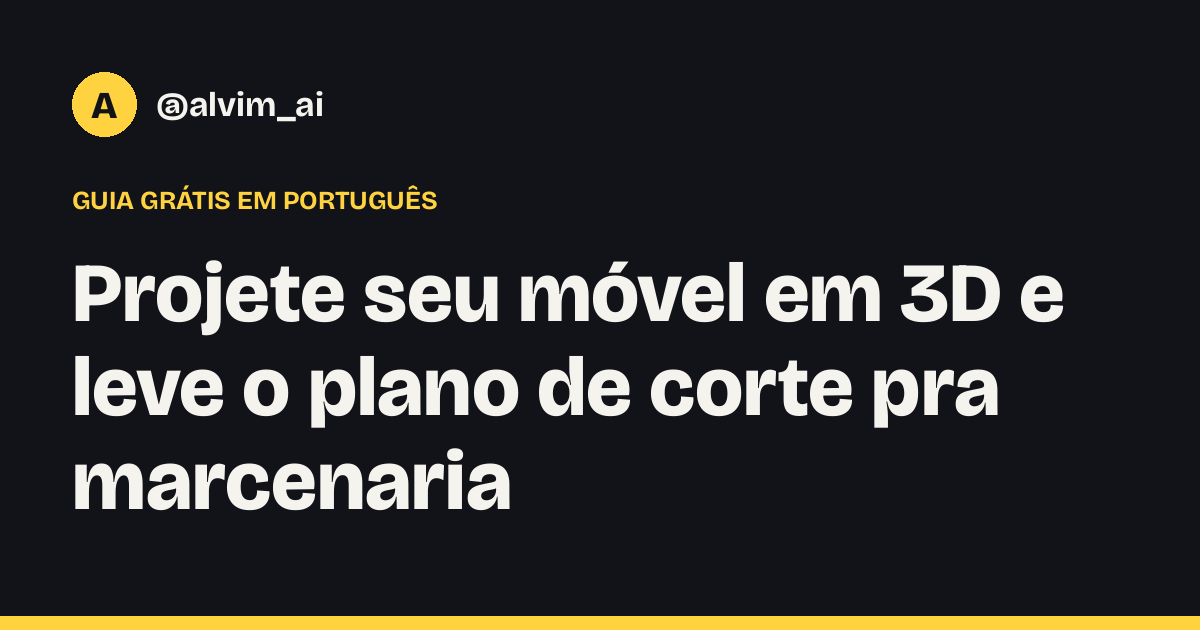 A
@alvim_ai
GUIA GRÁTIS EM PORTUGUÊS
Projete seu móvel em 3D e
leve o plano de corte pra
marcenaria